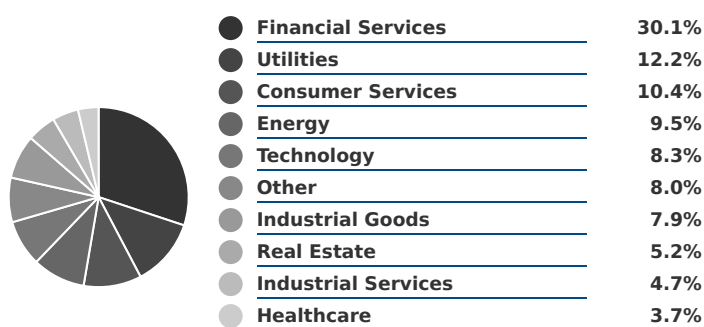 Financial Services 30.1%
Utilities 12.2%
Consumer Services 10.4%
Energy 9.5%
Technology 8.3%
Other 8.0%
Industrial Goods 7.9%
Real Estate 5.2%
Industrial Services 4.7%
Healthcare 3.7%